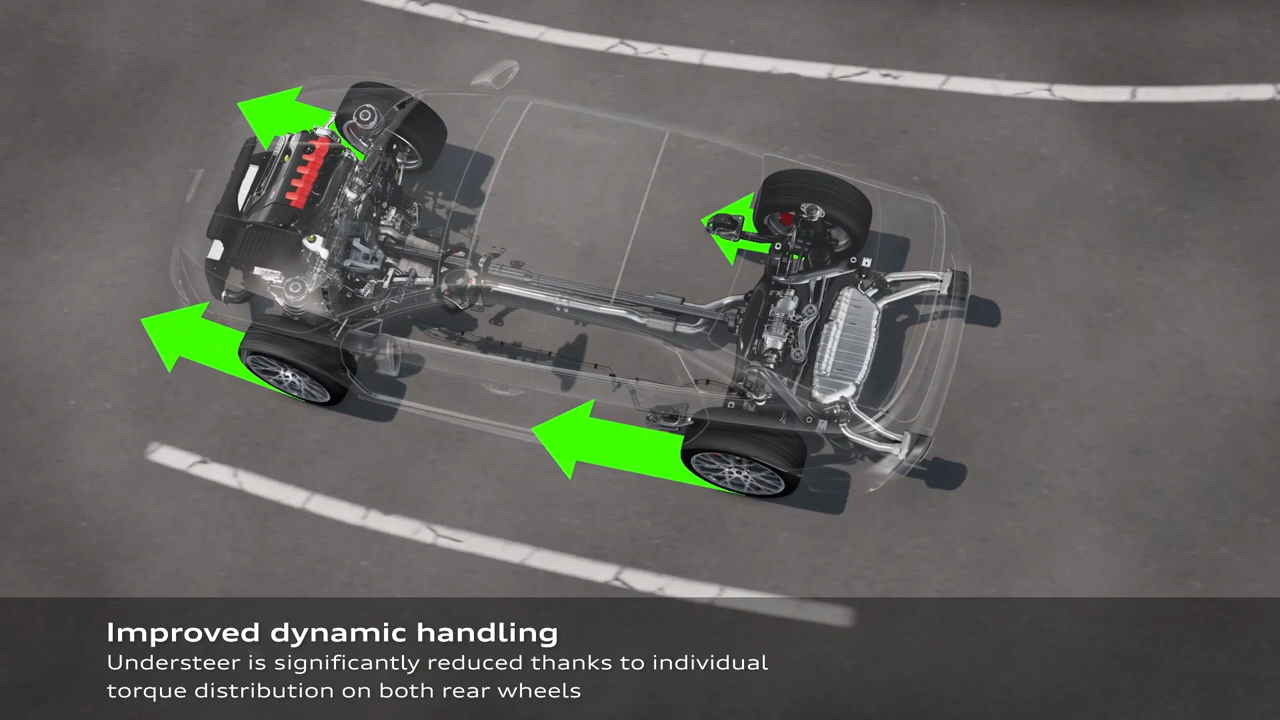 Improved dynamic handling
Understeer is significantly reduced thanks to individual
torque distribution on both rear wheels